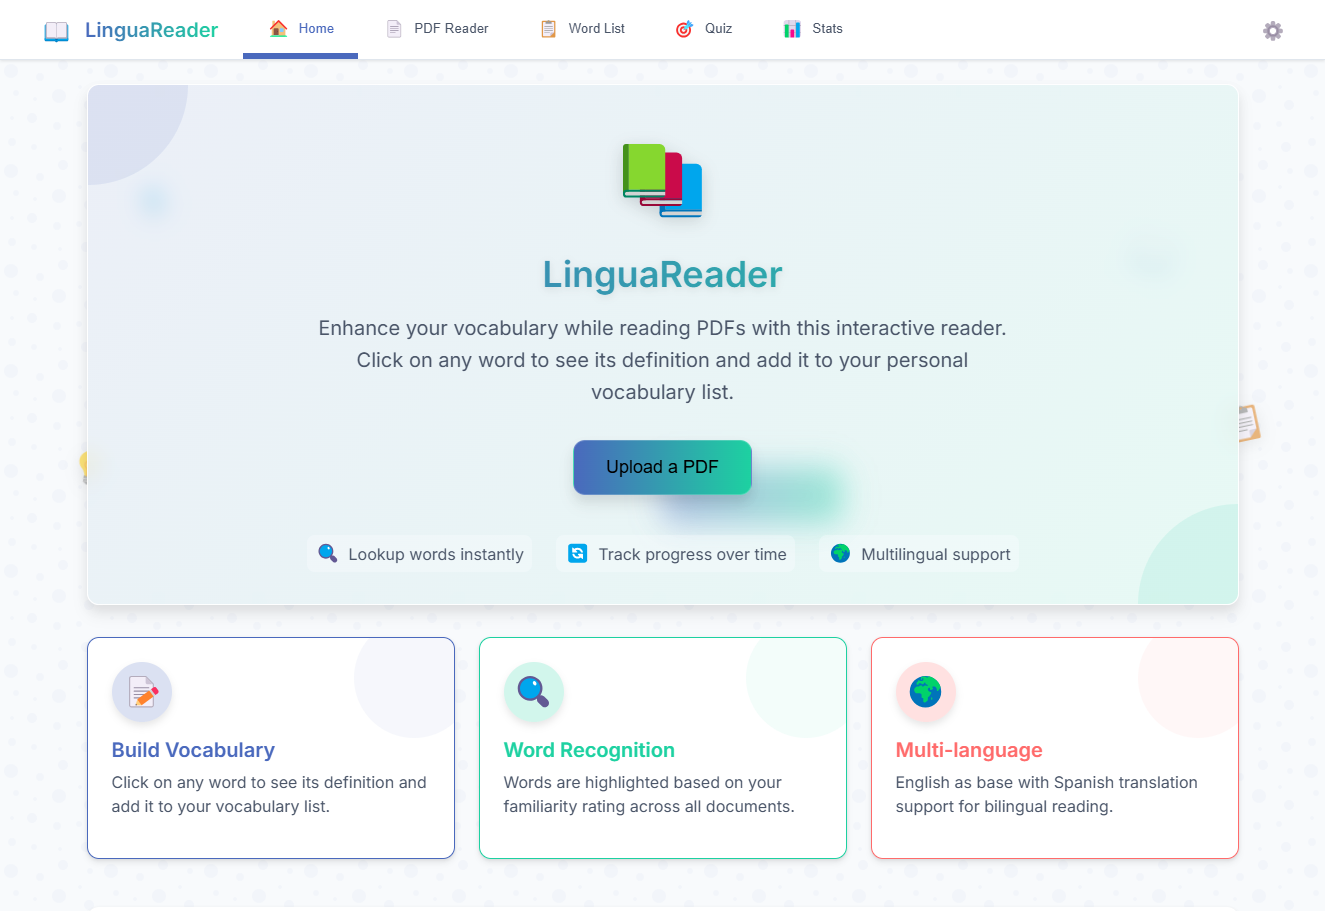 LinguaReader
Home
PDF Reader
Word List
Quiz
Stats
LinguaReader
Enhance your vocabulary while reading PDFs with this interactive reader.
Click on any word to see its definition and add it to your personal
vocabulary list.
Upload a PDF
Lookup words instantly
Track progress over time
Multilingual support
Build Vocabulary
Click on any word to see its definition and
add it to your vocabulary list.
Word Recognition
Words are highlighted based on your
familiarity rating across all documents.
Multi-language
English as base with Spanish translation
support for bilingual reading.